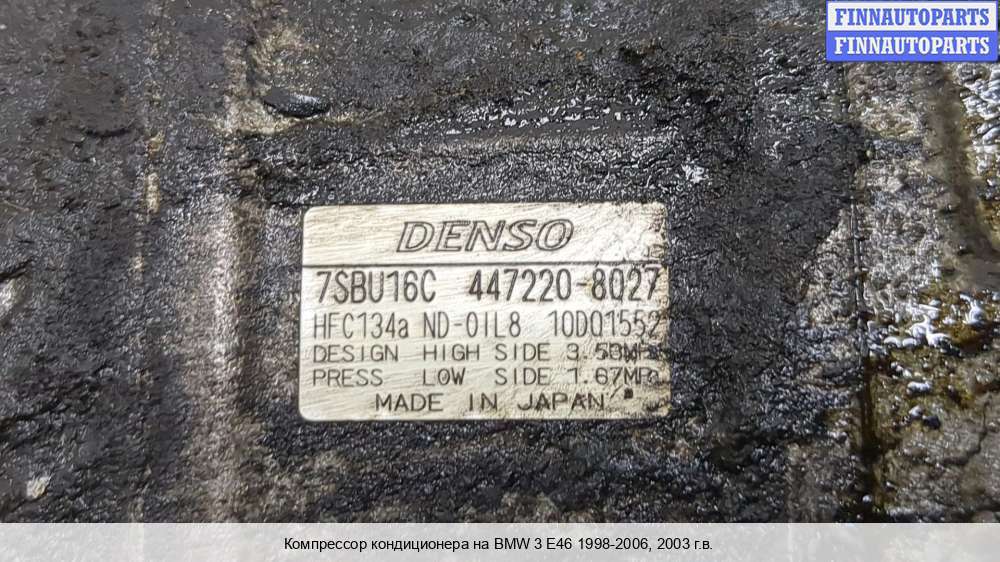 FINNAUTOPARTS
FINNAUTOPARTS
DENSO
7SBU16C 447220-8027
HFC134a ND-OIL8 10DQ1552
DESIGN HIGH SIDE 3.53MPa
PRESS LOW SIDE 1.67MPa
MADE IN JAPAN
Компрессор кондиционера на BMW 3 E46 1998-2006, 2003 г.в.